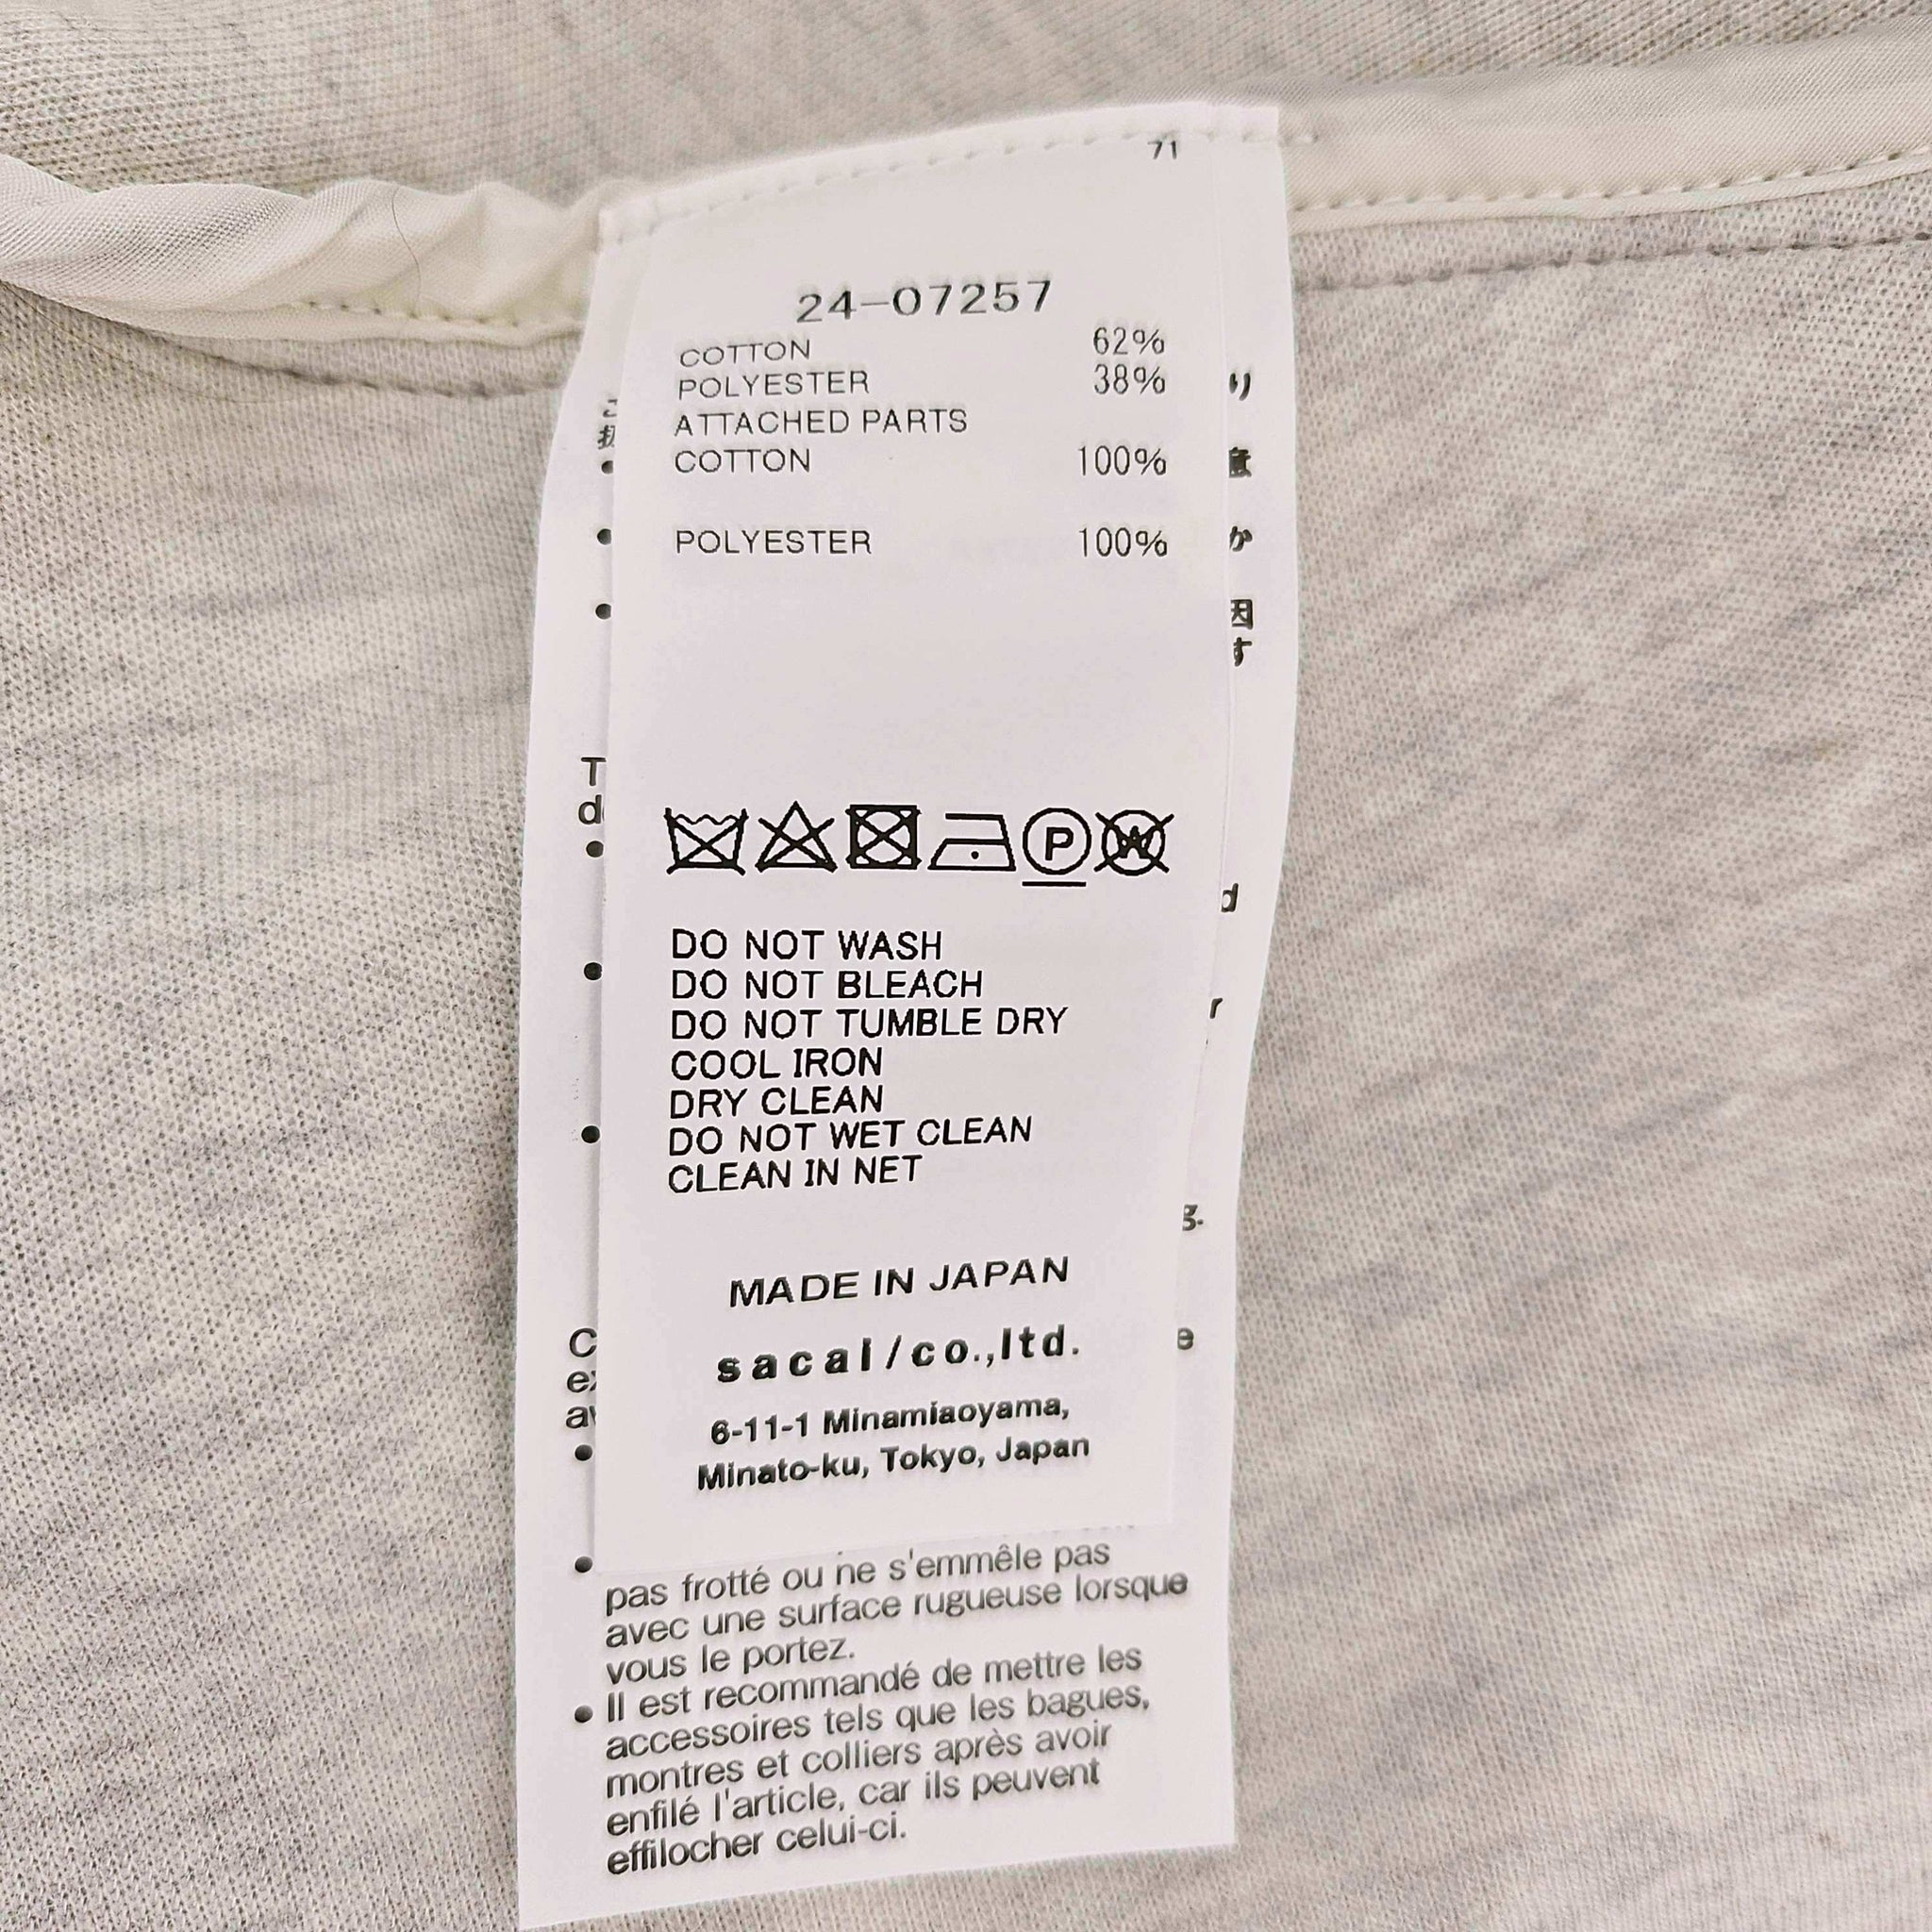 71
24-07257
COTTON 62%
POLYESTER 38%
ATTACHED PARTS
COTTON 100%
POLYESTER 100%
P W
DO NOT WASH
DO NOT BLEACH
DO NOT TUMBLE DRY
COOL IRON
DRY CLEAN
DO NOT WET CLEAN
CLEAN IN NET
MADE IN JAPAN
sacai/co.,ltd.
6-11-1 Minamiaoyama,
Minato-ku, Tokyo, Japan
pas frotté ou ne s'emmêle pas
avec une surface rugueuse lorsque
vous le portez.
• Il est recommandé de mettre les
accessoires tels que les bagues,
montres et colliers après avoir
enfilé l'article, car ils peuvent
effilocher celui-ci.